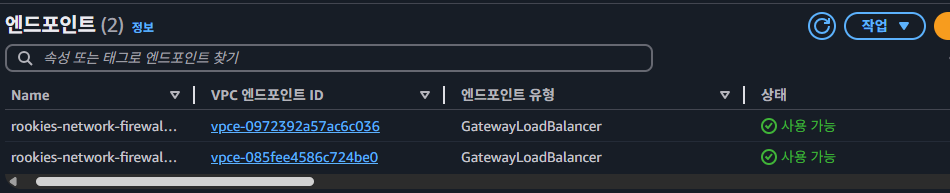 엔드포인트 (2) 정보
작업
속성 또는 태그로 엔드포인트 찾기
Name VPC 엔드포인트 ID 엔드포인트 유형 상태
rookies-network-firewal... vpce-0972392a57ac6c036 GatewayLoadBalancer 사용 가능
rookies-network-firewal... vpce-085fee4586c724be0 GatewayLoadBalancer 사용 가능